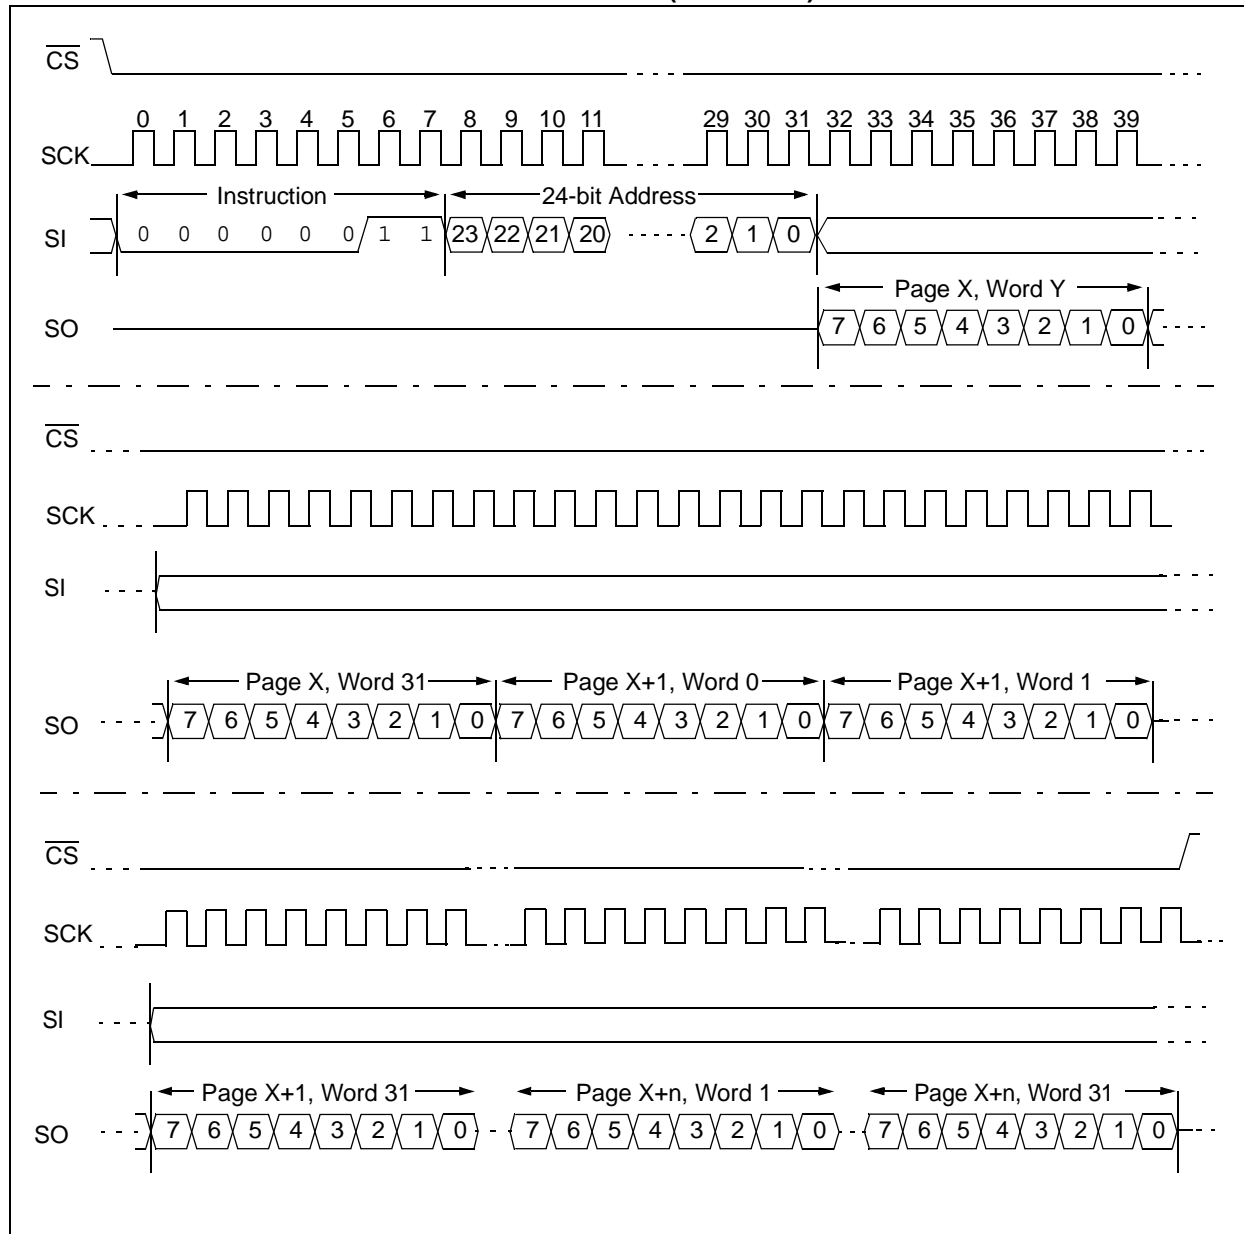 CS
0 1 2 3 4 5 6 7 8 9 10 11 29 30 31 32 33 34 35 36 37 38 39
SCK
Instruction 24-bit Address
SI 0 0 0 0 0 0 1 1 23 22 21 20 2 1 0
Page X, Word Y
SO 7 6 5 4 3 2 1 0
CS
SCK
SI
Page X, Word 31 Page X+1, Word 0 Page X+1, Word 1
SO 7 6 5 4 3 2 1 0 7 6 5 4 3 2 1 0 7 6 5 4 3 2 1 0
CS
SCK
SI
Page X+1, Word 31 Page X+n, Word 1 Page X+n, Word 31
SO 7 6 5 4 3 2 1 0 7 6 5 4 3 2 1 0 7 6 5 4 3 2 1 0